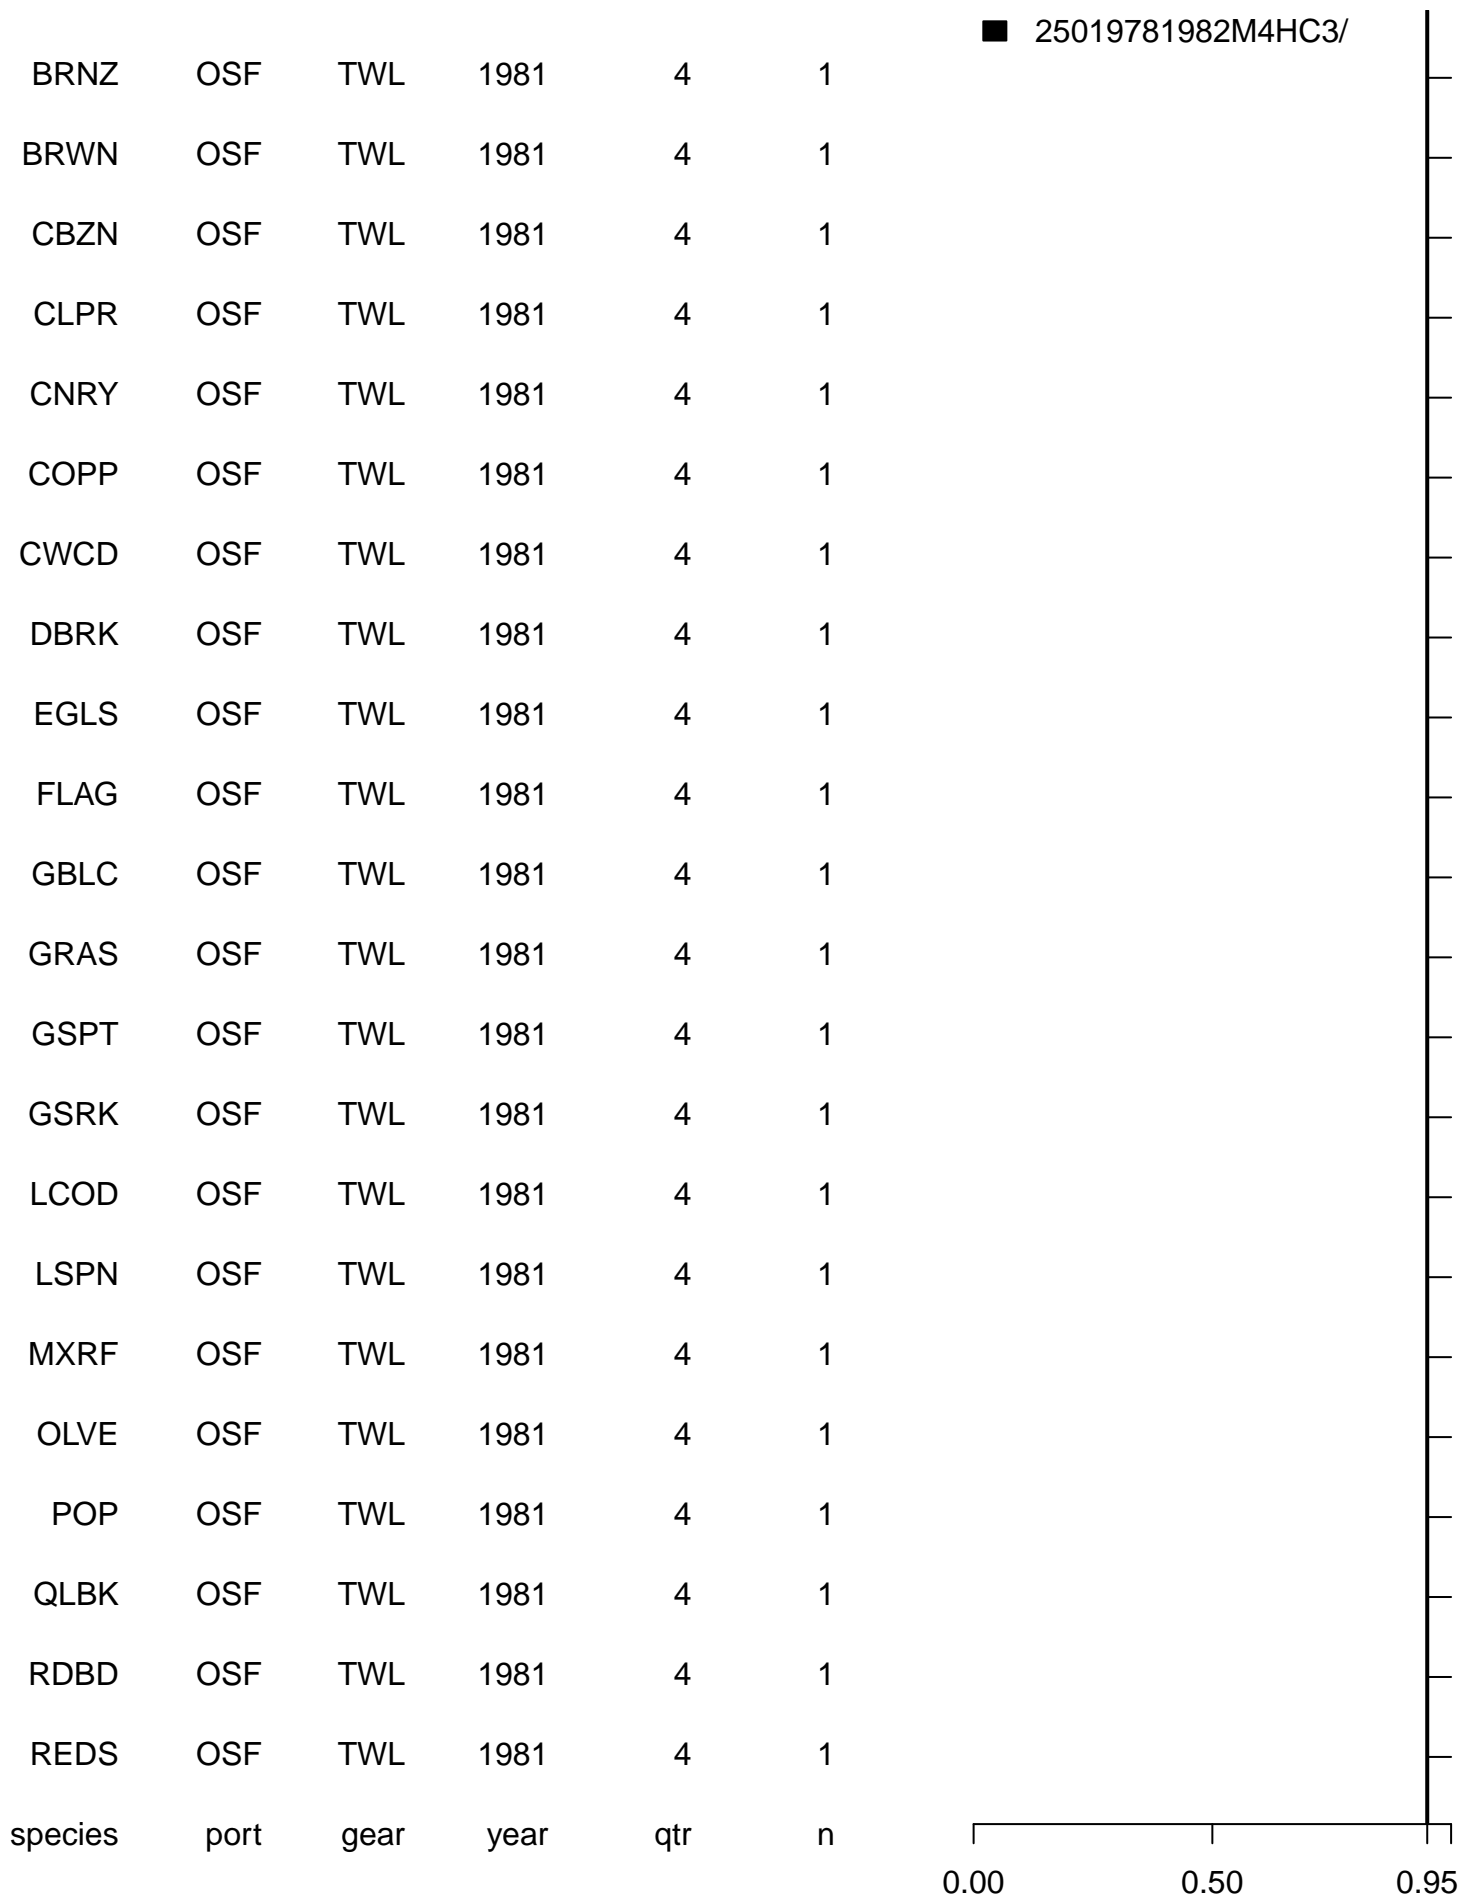 25019781982M4HC3/
BRNZ OSF TWL 1981 4 1
BRWN OSF TWL 1981 4 1
CBZN OSF TWL 1981 4 1
CLPR OSF TWL 1981 4 1
CNRY OSF TWL 1981 4 1
COPP OSF TWL 1981 4 1
CWCD OSF TWL 1981 4 1
DBRK OSF TWL 1981 4 1
EGLS OSF TWL 1981 4 1
FLAG OSF TWL 1981 4 1
GBLC OSF TWL 1981 4 1
GRAS OSF TWL 1981 4 1
GSPT OSF TWL 1981 4 1
GSRK OSF TWL 1981 4 1
LCOD OSF TWL 1981 4 1
LSPN OSF TWL 1981 4 1
MXRF OSF TWL 1981 4 1
OLVE OSF TWL 1981 4 1
POP OSF TWL 1981 4 1
QLBK OSF TWL 1981 4 1
RDBD OSF TWL 1981 4 1
REDS OSF TWL 1981 4 1
species port gear year qtr n
0.00 0.50 0.95